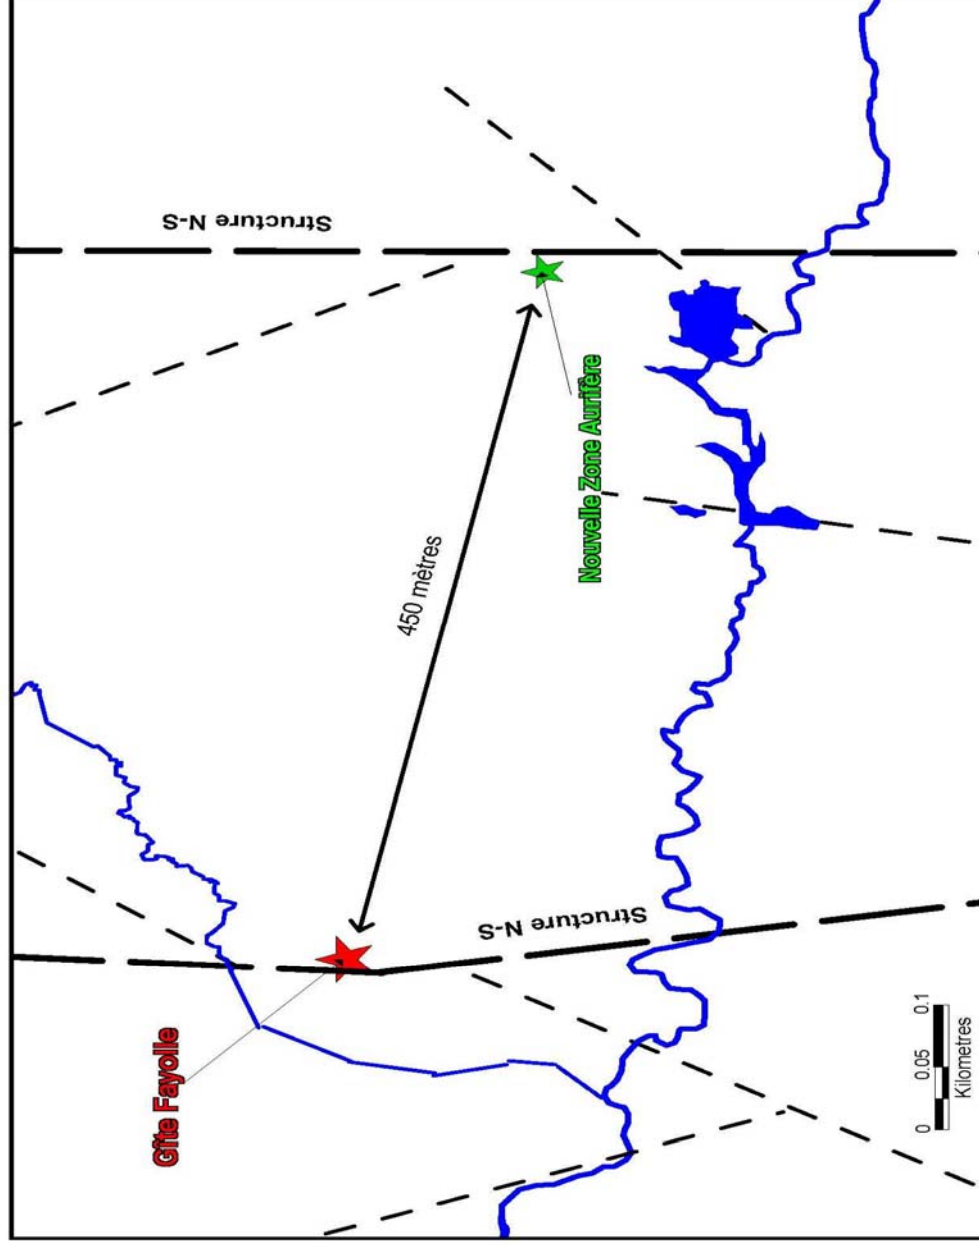 Structure N-S
Nouvelle Zone Aurifère
450 mètres
Structure N-S
Gîte Fayolle
0 0.05 0.1
Kilometres